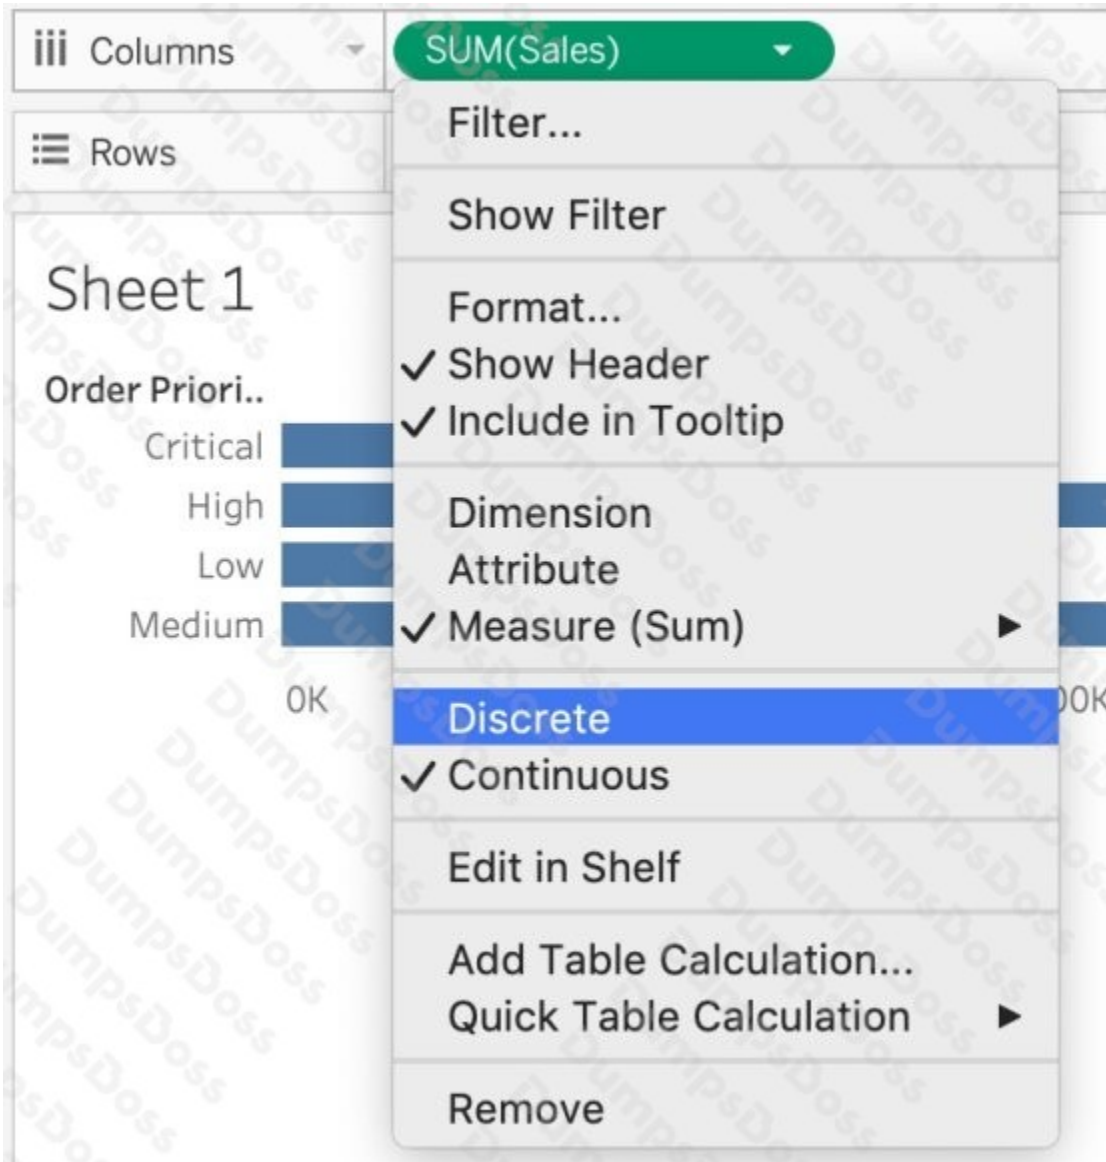 Columns
SUM(Sales)
Rows
Filter...
Show Filter
Format...
Show Header
Include in Tooltip
Dimension
Attribute
Measure (Sum)
Discrete
Continuous
Edit in Shelf
Add Table Calculation...
Quick Table Calculation
Remove
Sheet 1
Order Priori..
Critical
High
Low
Medium
0K
00K
DumpsDoss